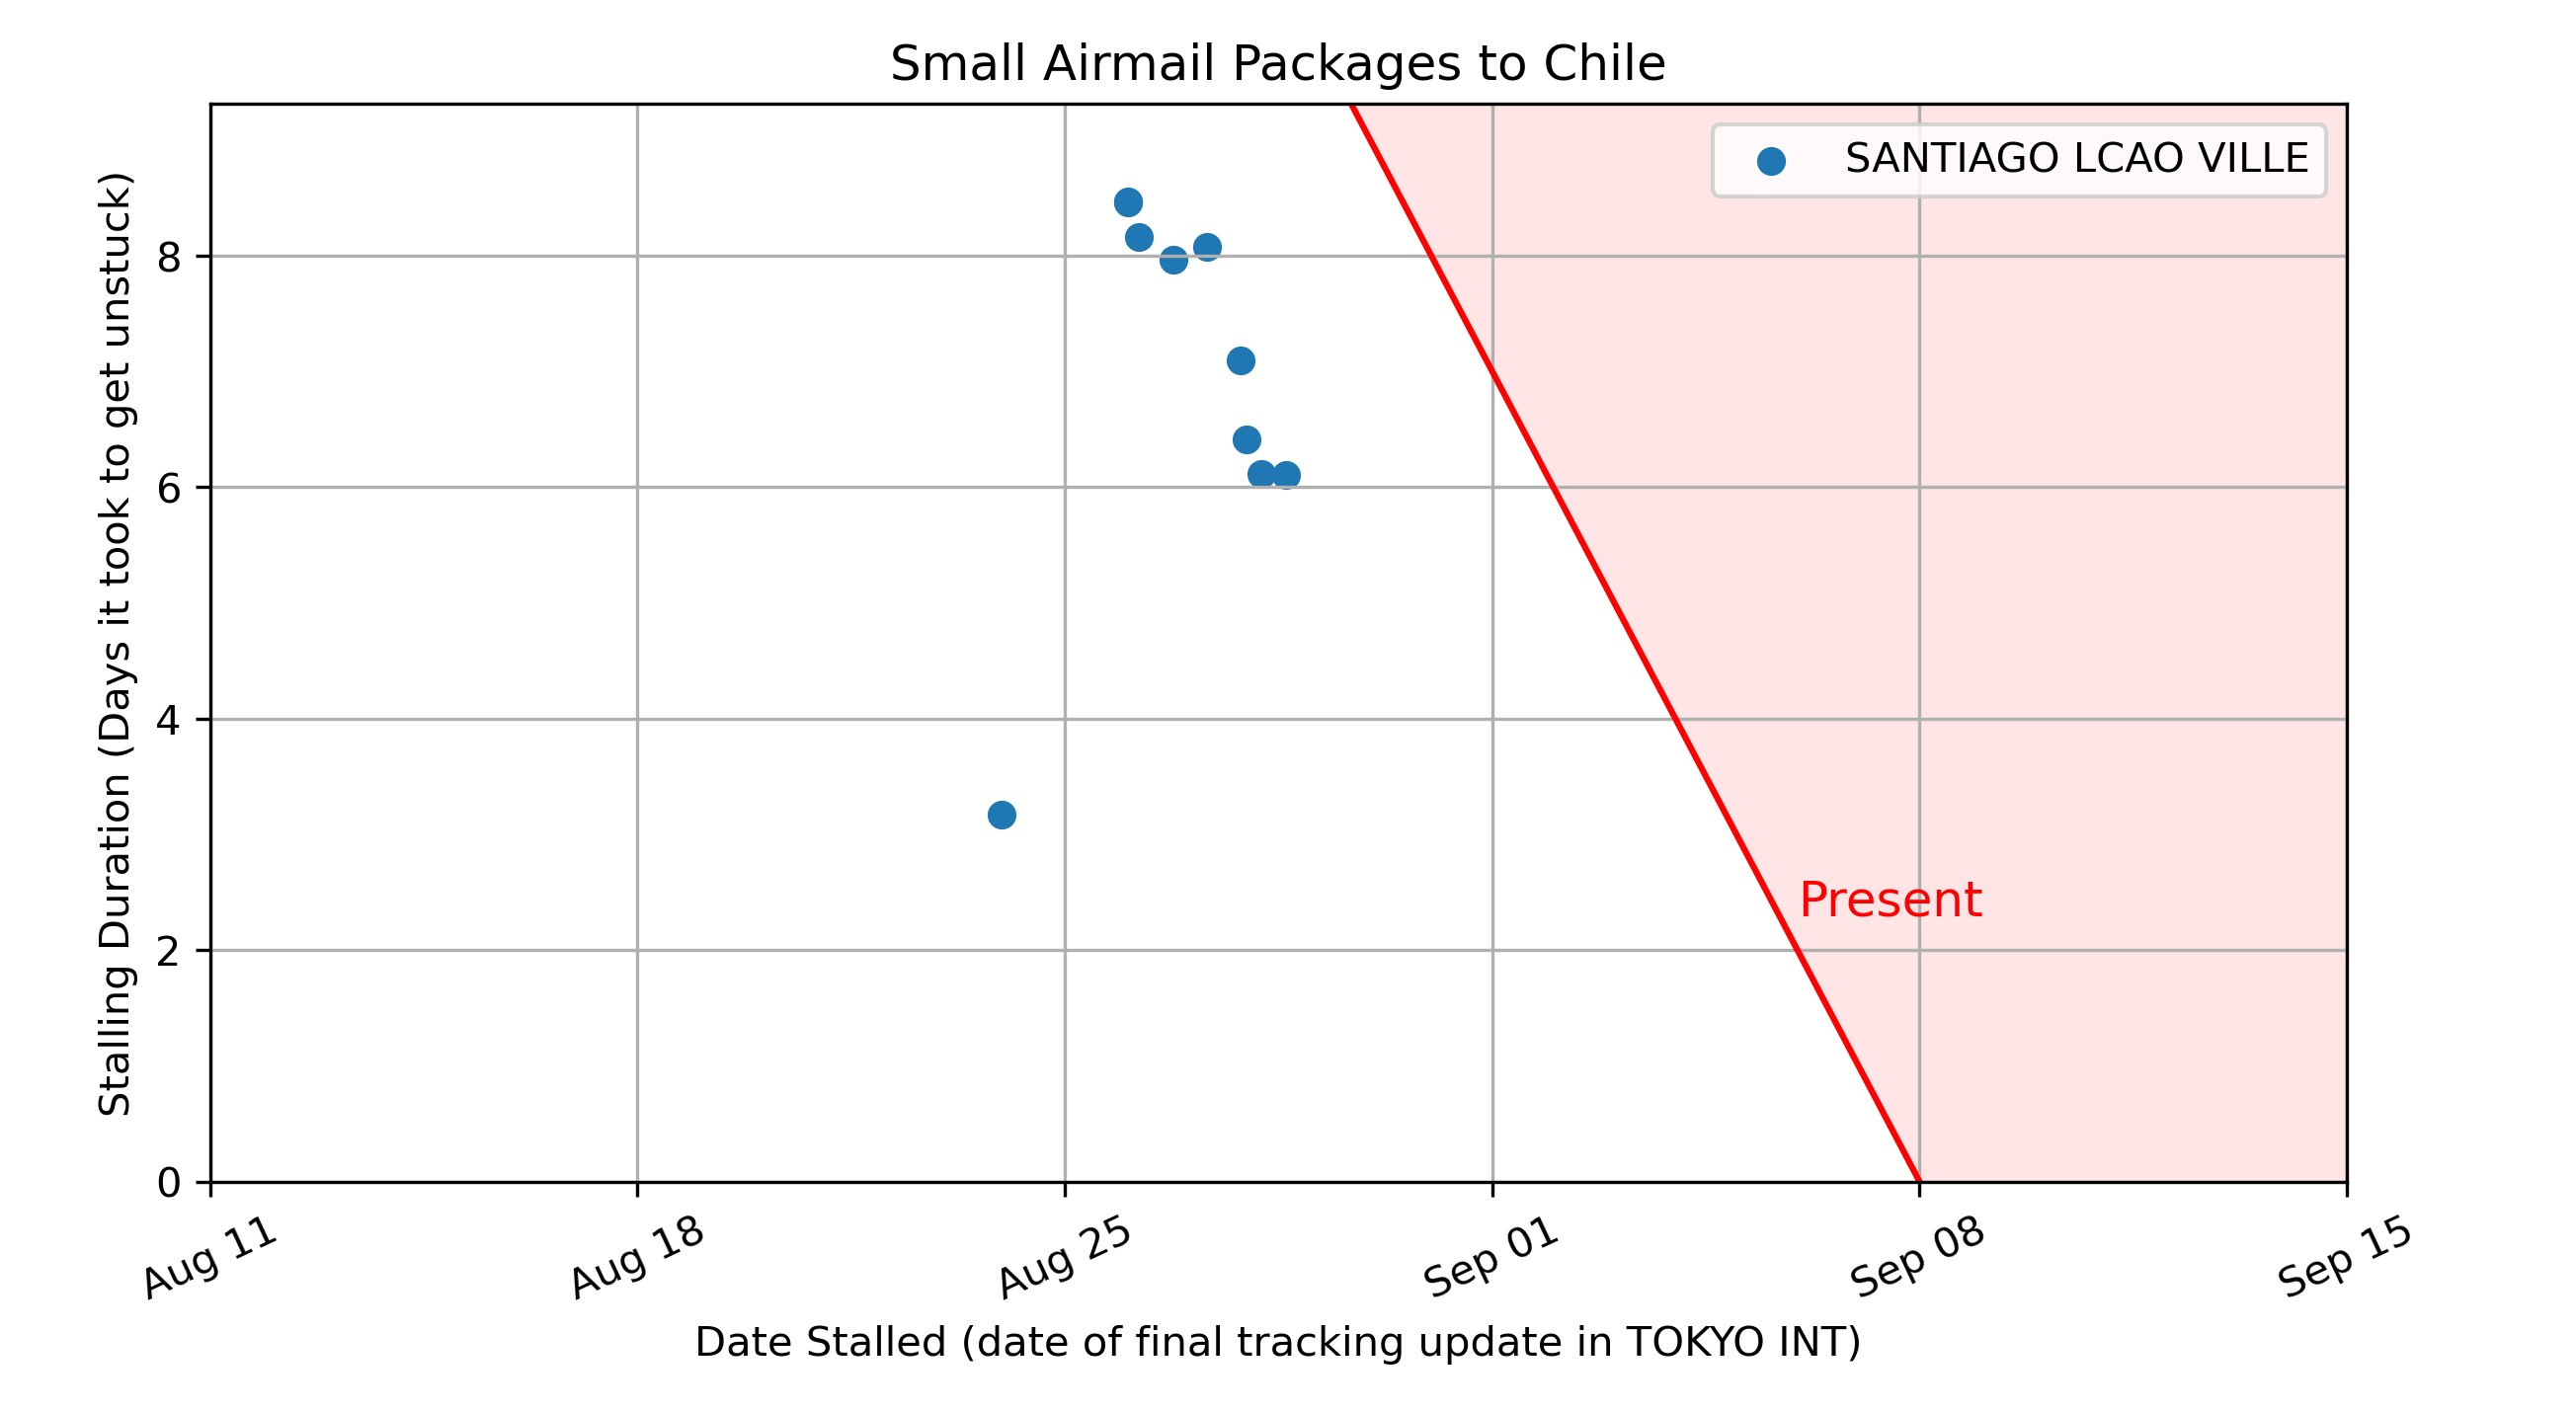 Small Airmail Packages to Chile
SANTIAGO LCAO VILLE
Stalling Duration (Days it took to get unstuck)
8
6
4
2
0
Present
Aug 11
Aug 18
Aug 25
Sep 01
Sep 08
Sep 15
Date Stalled (date of final tracking update in TOKYO INT)